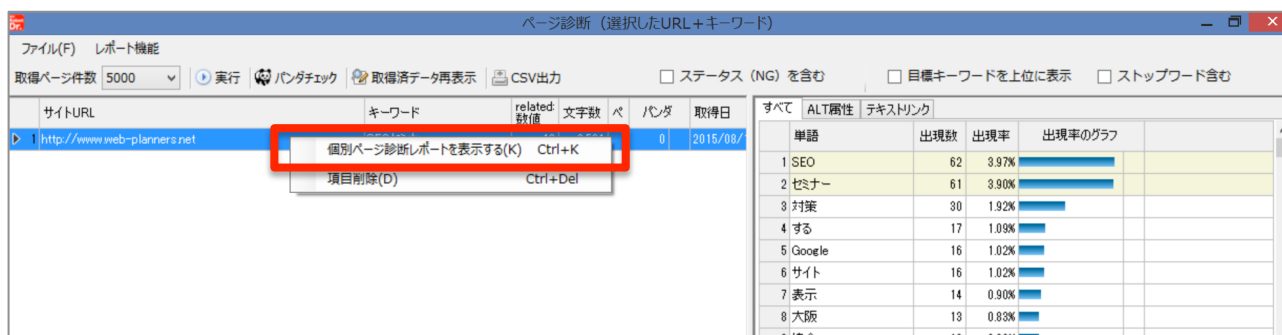 ページ診断（選択したURL＋キーワード）
ファイル(F) レポート機能
取得ページ件数 5000 実行 パンダチェック 取得済データ再表示 CSV出力 ステータス（NG）を含む 目標キーワードを上位に表示 ストップワード含む
サイトURL キーワード related: 数値 文字数 ペ パンダ 取得日
1 http://www.web-planners.net 0 2015/08/
個別ページ診断レポートを表示する(K) Ctrl+K
項目削除(D) Ctrl+Del
すべて ALT属性 テキストリンク
単語 出現数 出現率 出現率のグラフ
1 SEO 62 3.97%
2 セミナー 61 3.90%
3 対策 30 1.92%
4 する 17 1.09%
5 Google 16 1.02%
6 サイト 16 1.02%
7 表示 14 0.90%
8 大阪 13 0.83%